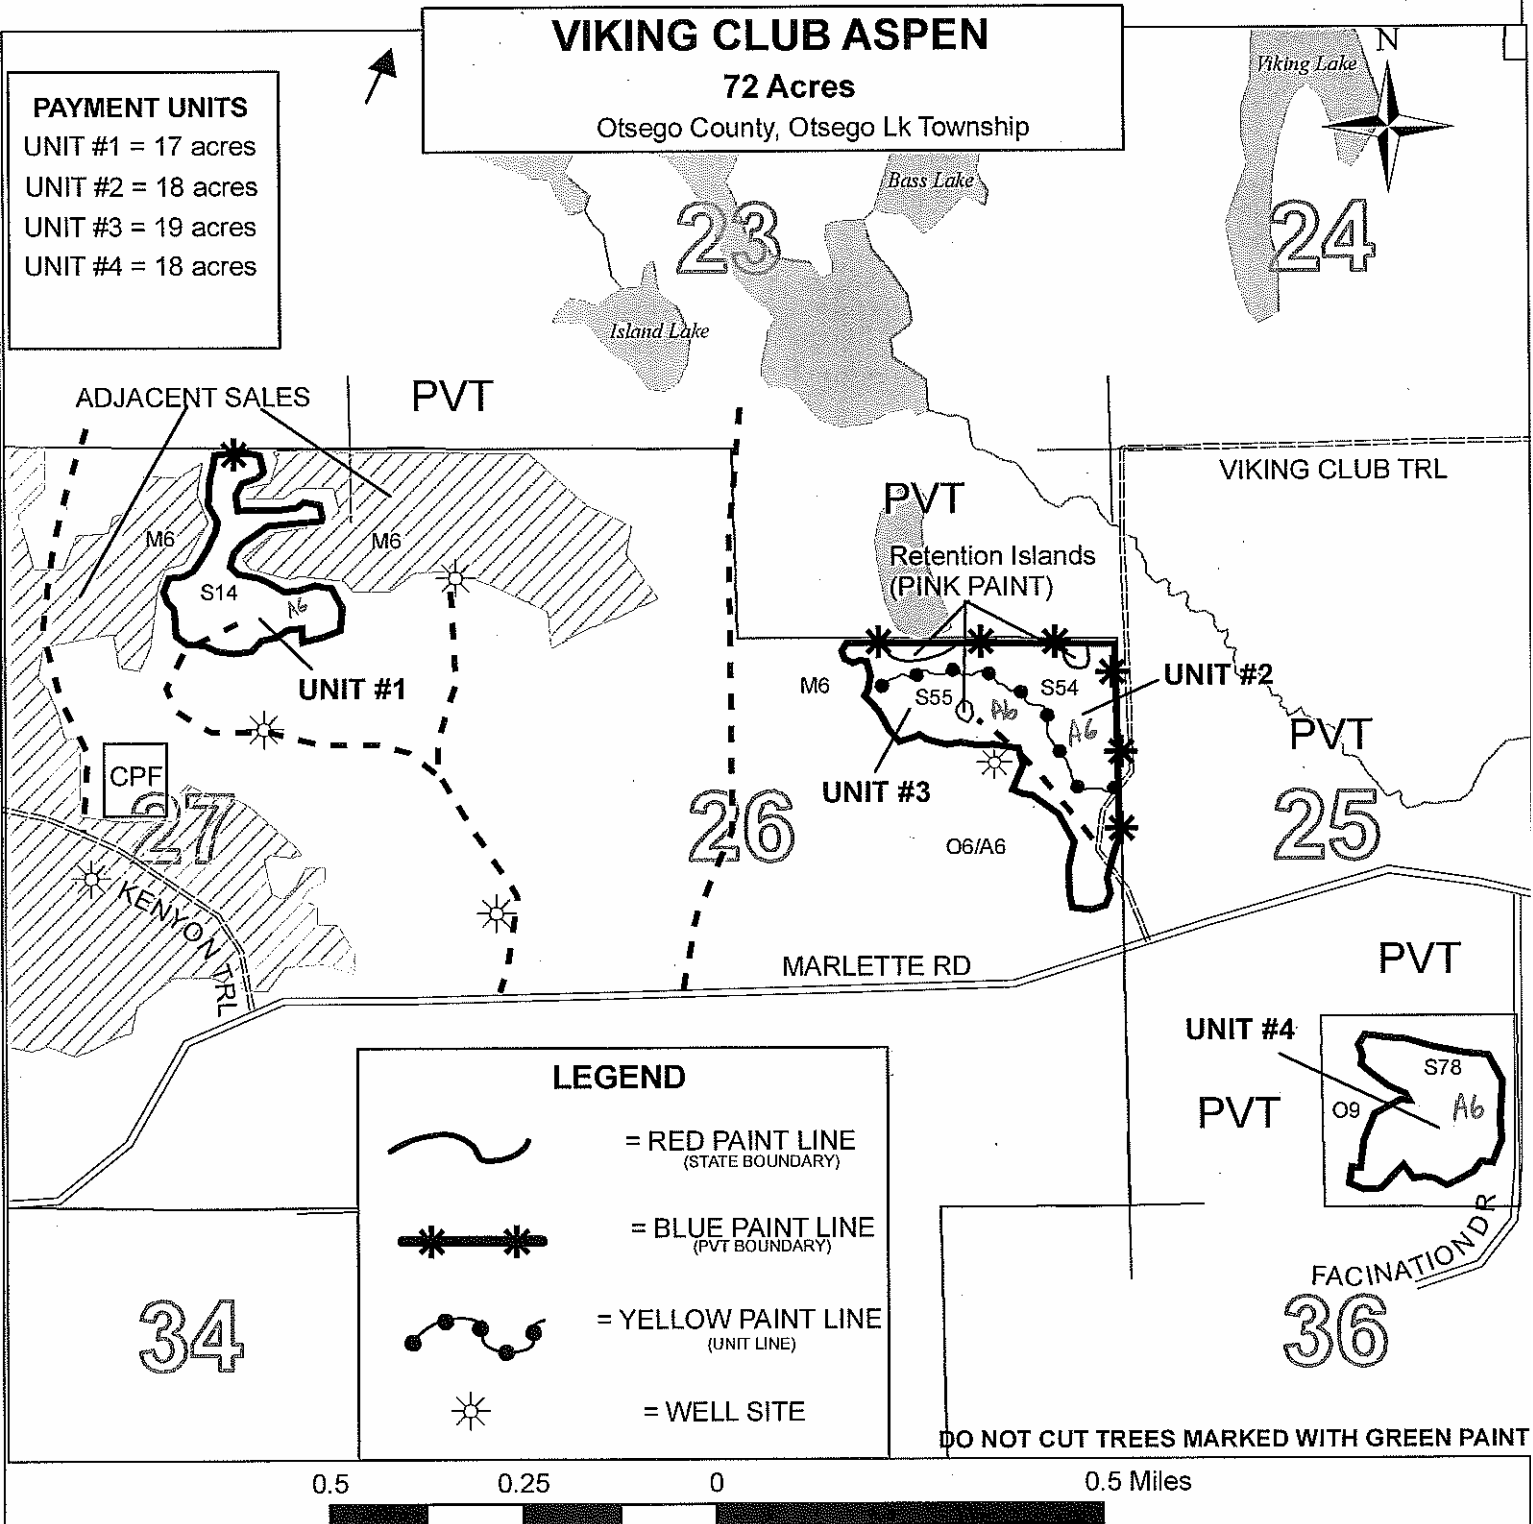 VIKING CLUB ASPEN
72 Acres
Otsego County, Otsego Lk Township
N
Viking Lake
PAYMENT UNITS
UNIT #1 = 17 acres
UNIT #2 = 18 acres
UNIT #3 = 19 acres
UNIT #4 = 18 acres
Bass Lake
23
24
Island Lake
ADJACENT SALES
PVT
VIKING CLUB TRL
PVT
M6
M6
Retention Islands
(PINK PAINT)
S14
A6
UNIT #1
M6
S55
S54
UNIT #2
A6
A6
PVT
CPF
UNIT #3
27
26
25
O6/A6
KENYON TRL
MARLETTE RD
PVT
UNIT #4
S78
O9
A6
PVT
LEGEND
= RED PAINT LINE
(STATE BOUNDARY)
= BLUE PAINT LINE
(PVT BOUNDARY)
= YELLOW PAINT LINE
(UNIT LINE)
= WELL SITE
FACINATION DR
34
36
DO NOT CUT TREES MARKED WITH GREEN PAINT
0.5 0.25 0 0.5 Miles